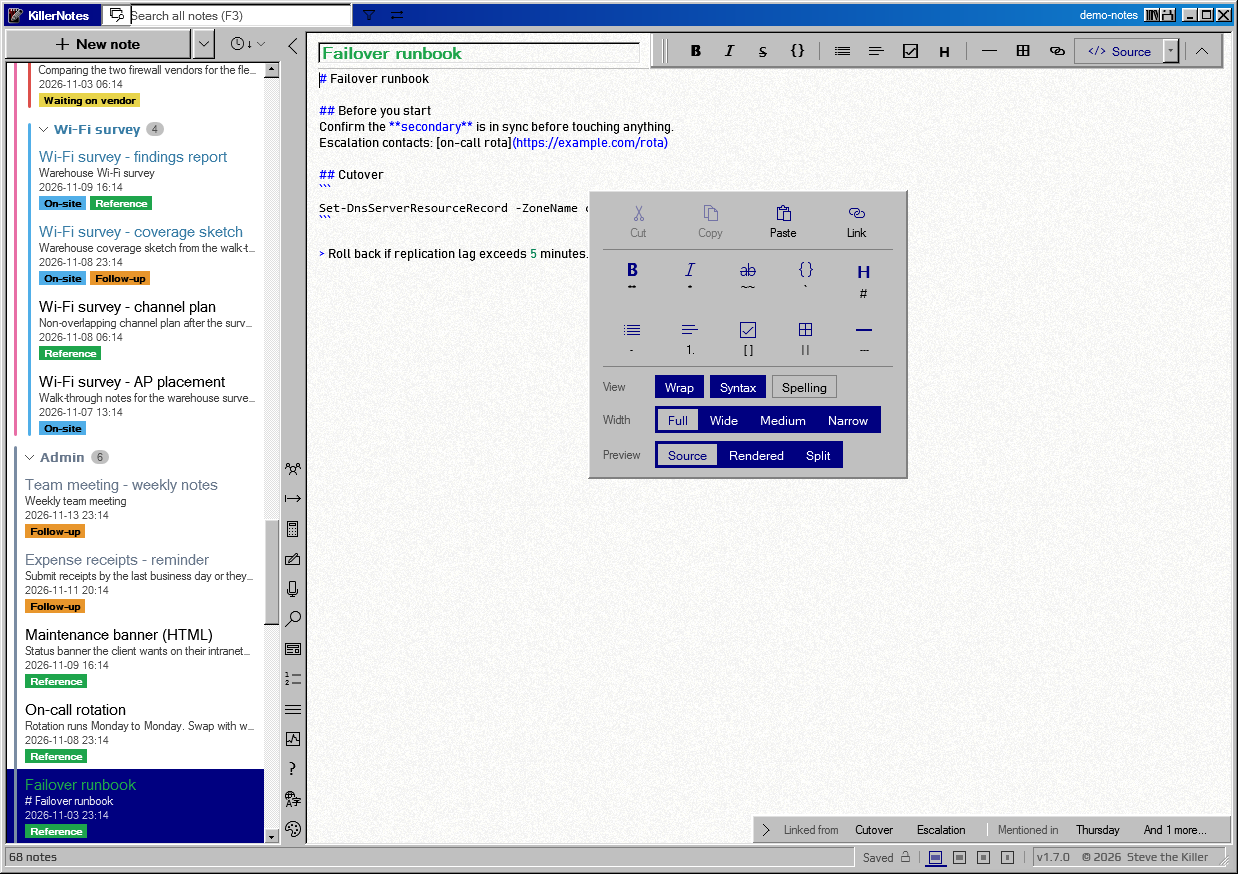 KillerNotes
Search all notes (F3)
demo-notes
New note
Comparing the two firewall vendors for the fle...
2026-11-03 06:14
Waiting on vendor
Wi-Fi survey 4
Wi-Fi survey - findings report
Warehouse Wi-Fi survey
2026-11-09 16:14
On-site Reference
Wi-Fi survey - coverage sketch
Warehouse coverage sketch from the walk-t...
2026-11-08 23:14
On-site Follow-up
Wi-Fi survey - channel plan
Non-overlapping channel plan after the surv...
2026-11-08 06:14
Reference
Wi-Fi survey - AP placement
Walk-through notes for the warehouse surve...
2026-11-07 13:14
On-site
Admin 6
Team meeting - weekly notes
Weekly team meeting
2026-11-13 23:14
Follow-up
Expense receipts - reminder
Submit receipts by the last business day or they...
2026-11-11 20:14
Follow-up
Maintenance banner (HTML)
Status banner the client wants on their intranet...
2026-11-09 16:14
Reference
On-call rotation
Rotation runs Monday to Monday. Swap with w...
2026-11-08 23:14
Reference
Failover runbook
# Failover runbook
2026-11-03 23:14
Reference
68 notes
Failover runbook
B I S {} H </> Source
# Failover runbook
## Before you start
Confirm the **secondary** is in sync before touching anything.
Escalation contacts: [on-call rota](https://example.com/rota)
## Cutover
```
Set-DnsServerResourceRecord -ZoneName
```
> Roll back if replication lag exceeds 5 minutes.
Cut Copy Paste Link
B I ab {} H
** * ~~ ` #
- 1. [ ] | | ---
View Wrap Syntax Spelling
Width Full Wide Medium Narrow
Preview Source Rendered Split
Linked from Cutover Escalation Mentioned in Thursday And 1 more...
Saved v1.7.0 © 2026 Steve the Killer